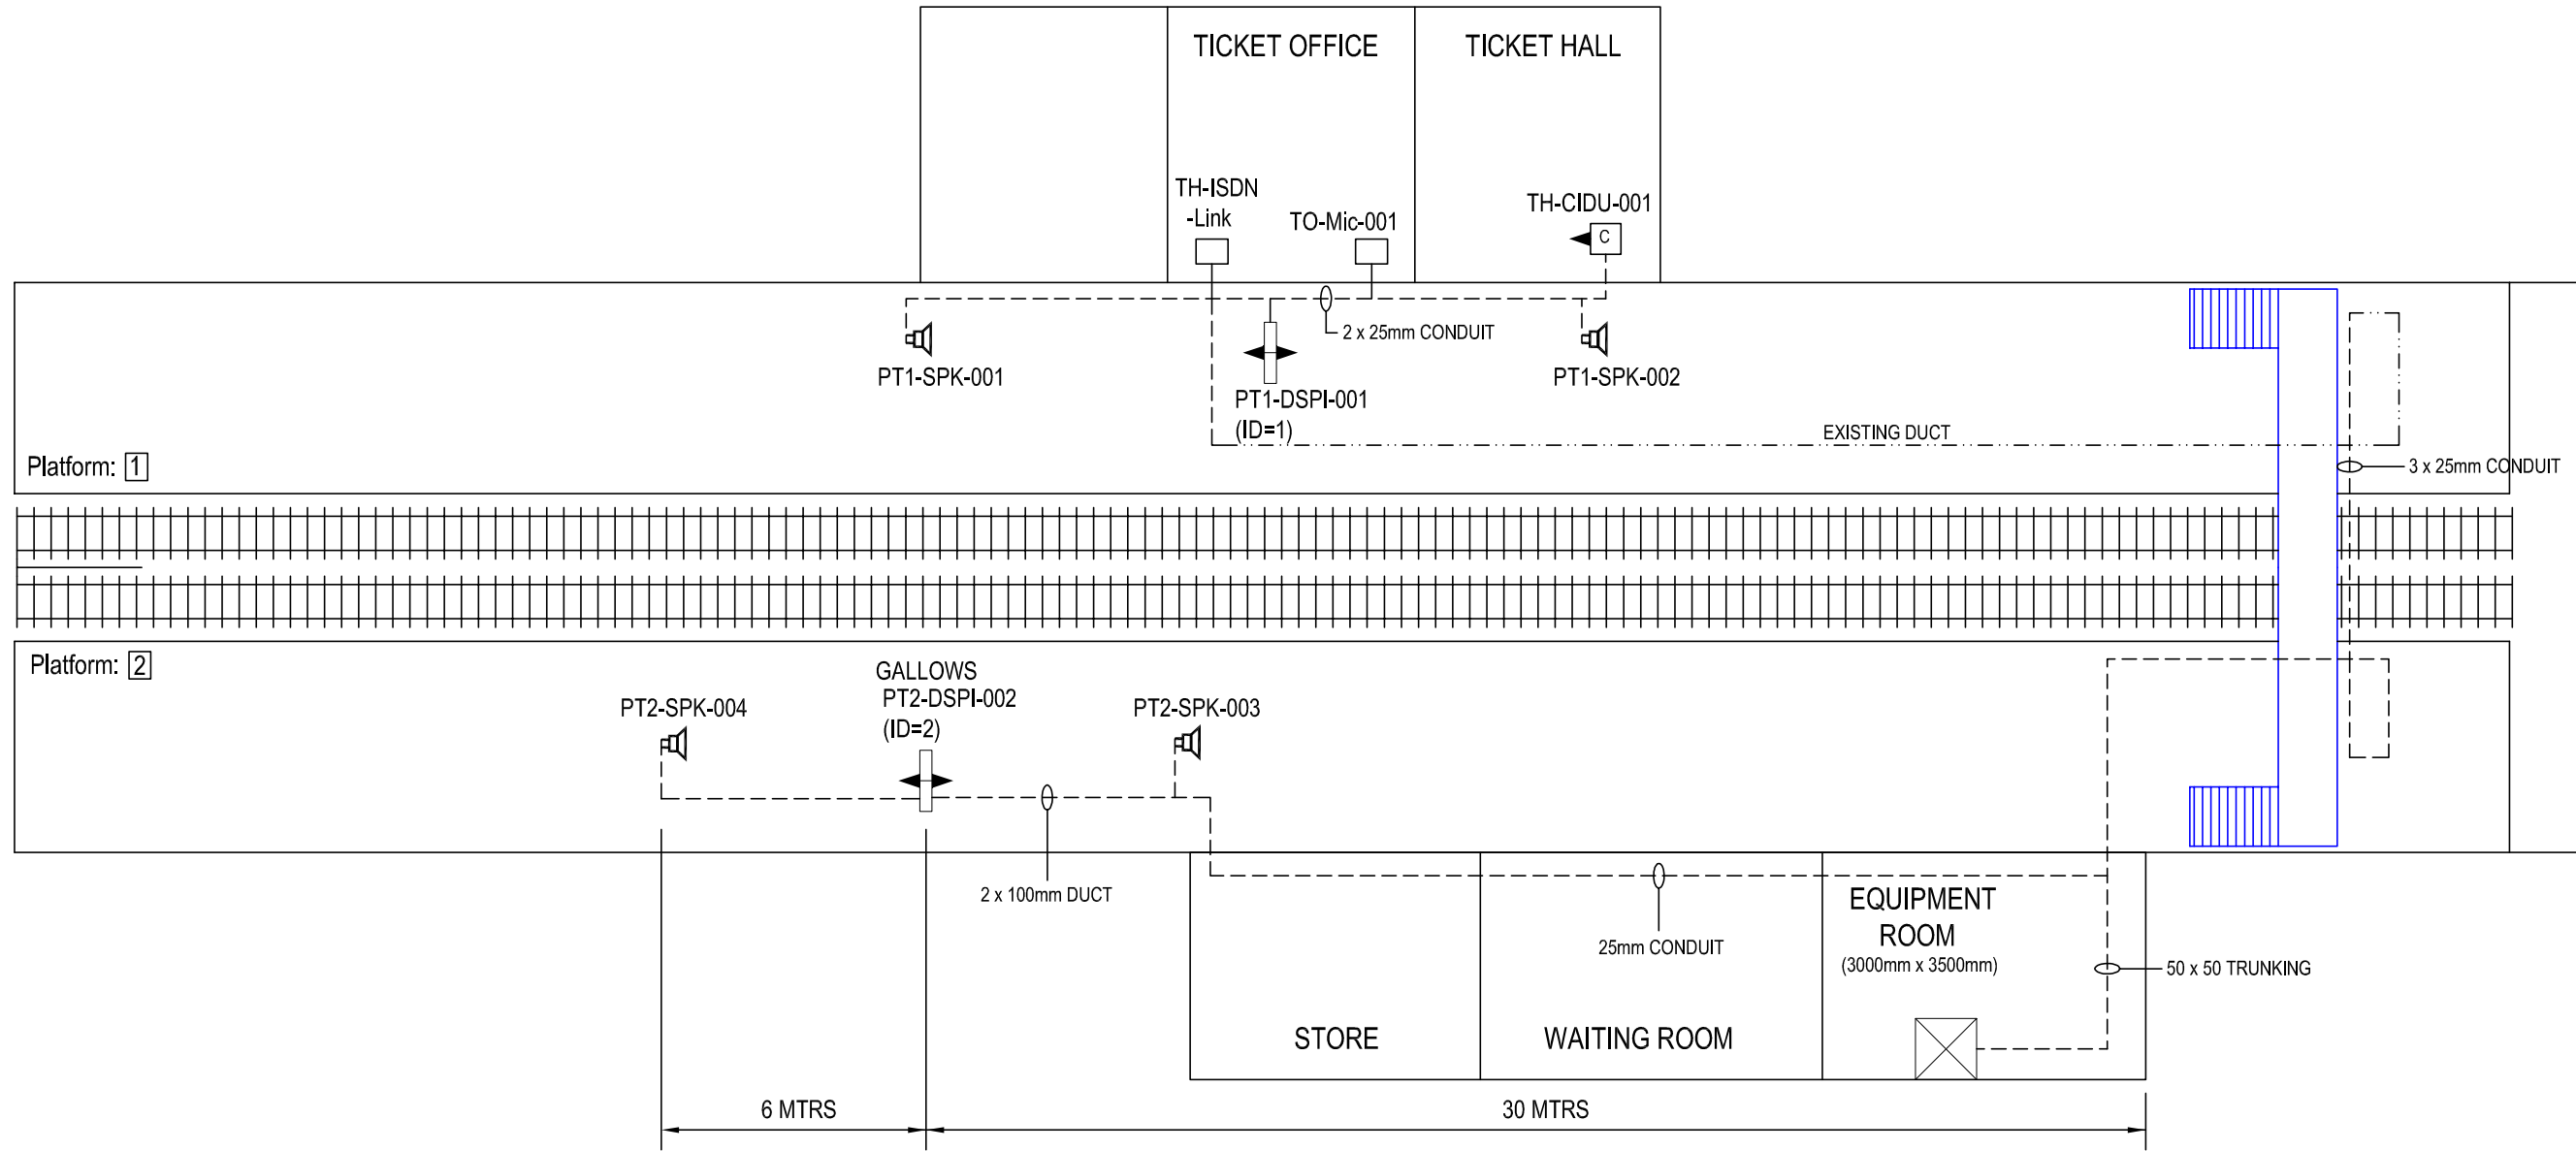 TICKET OFFICE
TICKET HALL
TH-ISDN
-Link
TO-Mic-001
TH-CIDU-001
C
2 x 25mm CONDUIT
PT1-SPK-001
PT1-SPK-002
PT1-DSPI-001
(ID=1)
EXISTING DUCT
Platform: 1
3 x 25mm CONDUIT
Platform: 2
GALLOWS
PT2-DSPI-002
(ID=2)
PT2-SPK-004
PT2-SPK-003
2 x 100mm DUCT
25mm CONDUIT
EQUIPMENT
ROOM
(3000mm x 3500mm)
50 x 50 TRUNKING
STORE
WAITING ROOM
6 MTRS
30 MTRS